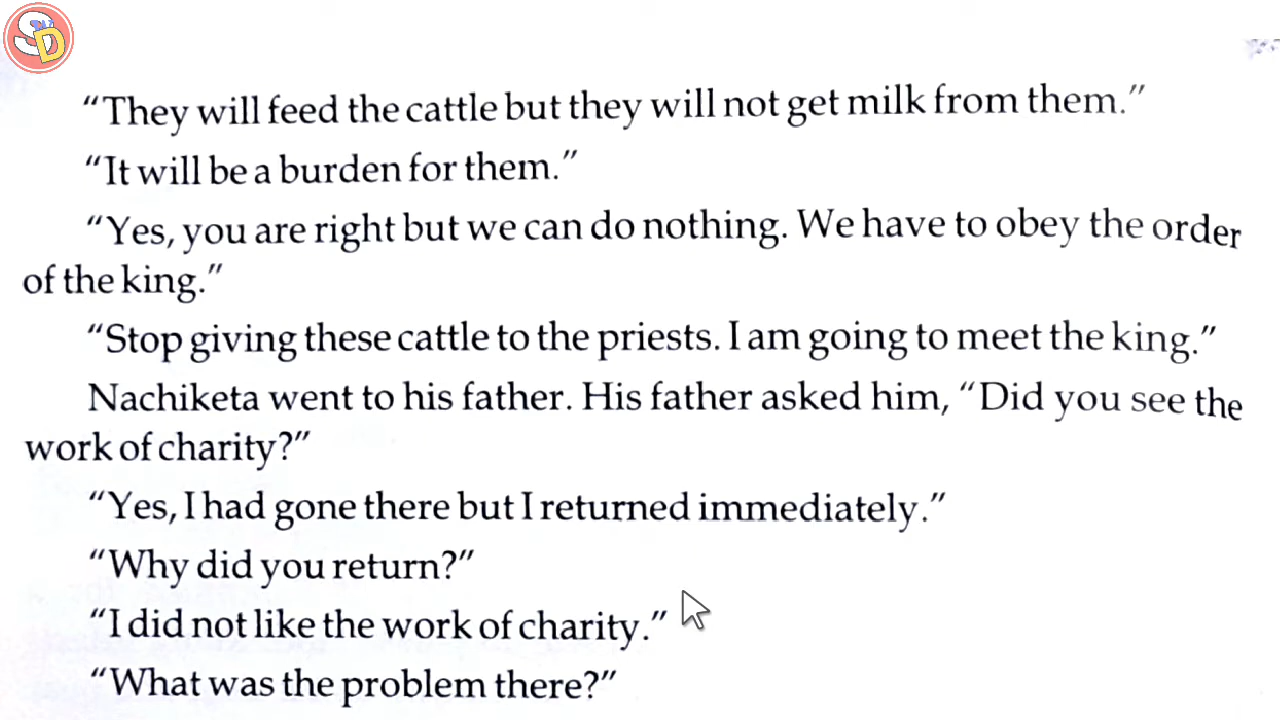 “They will feed the cattle but they will not get milk from them.”
“It will be a burden for them.”
“Yes, you are right but we can do nothing. We have to obey the order
of the king.”
“Stop giving these cattle to the priests. I am going to meet the king.”
Nachiketa went to his father. His father asked him, “Did you see the
work of charity?”
“Yes, I had gone there but I returned immediately.”
“Why did you return?”
“I did not like the work of charity.”
“What was the problem there?”